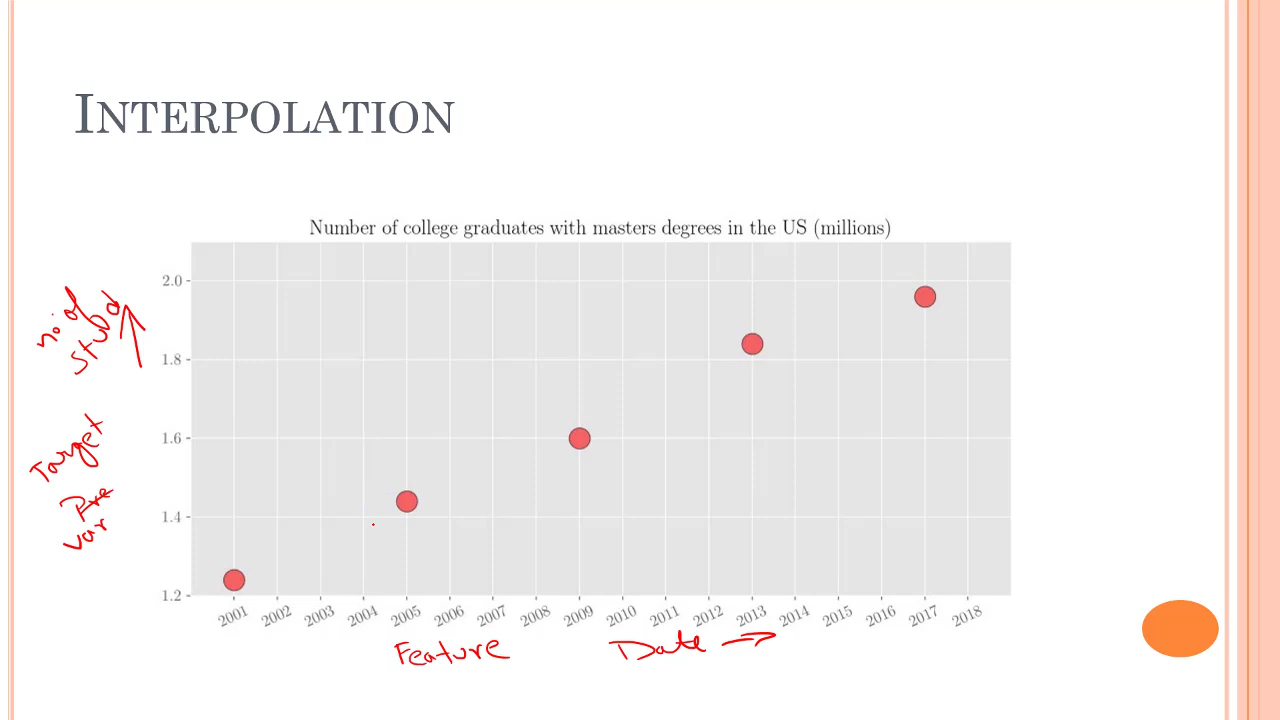 INTERPOLATION
Number of college graduates with masters degrees in the US (millions)
2.0
1.8
1.6
1.4
1.2
2001 2002 2003 2004 2005 2006 2007 2008 2009 2010 2011 2012 2013 2014 2015 2016 2017 2018
no. of
Stud
Target
Pre
var
Feature
Date